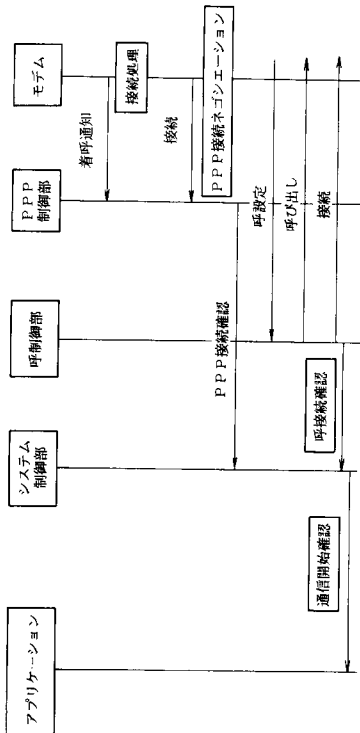 アプリケーション
システム
制御部
呼制御部
PPP
制御部
モデム
着呼通知
接続処理
接続
PPP接続ネゴシエーション
PPP接続確認
呼設定
呼び出し
接続
呼接続確認
通信開始確認